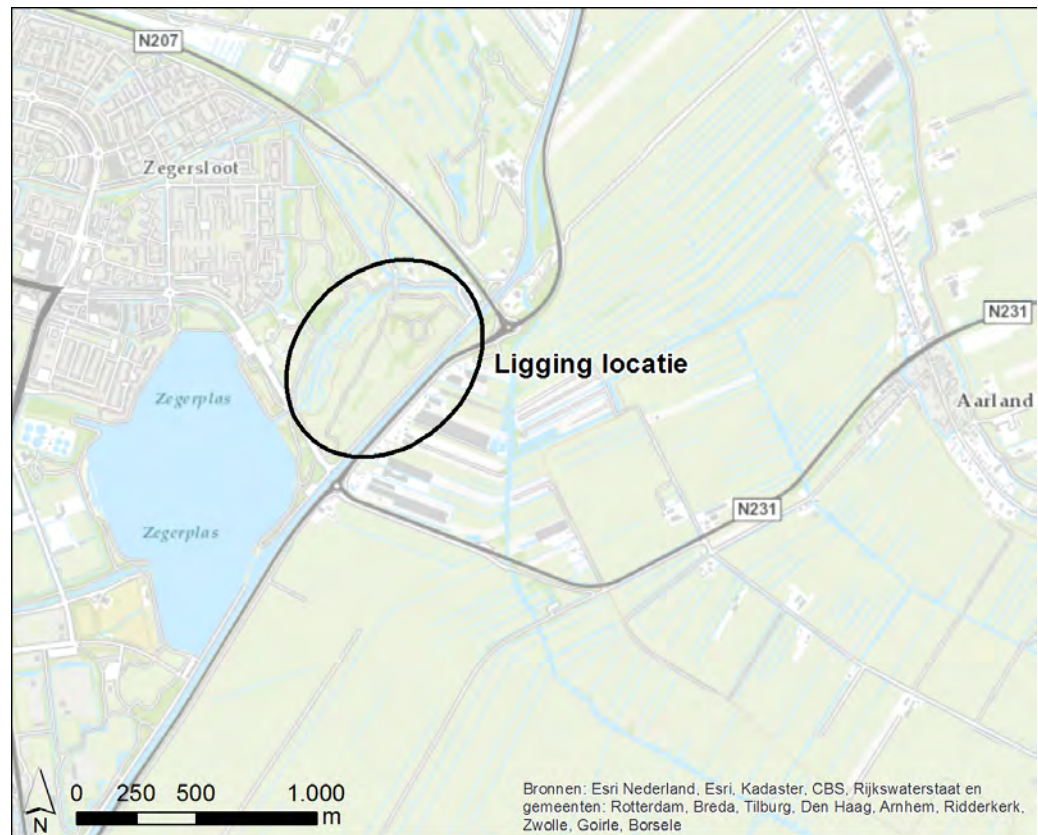 N207
Zegersloot
N231
Ligging locatie
Zegerplas
Aarland
N231
Zegerplas
0 250 500 1.000
m
N
Bronnen: Esri Nederland, Esri, Kadaster, CBS, Rijkswaterstaat en
gemeenten: Rotterdam, Breda, Tilburg, Den Haag, Arnhem, Ridderkerk,
Zwolle, Goirle, Borsele